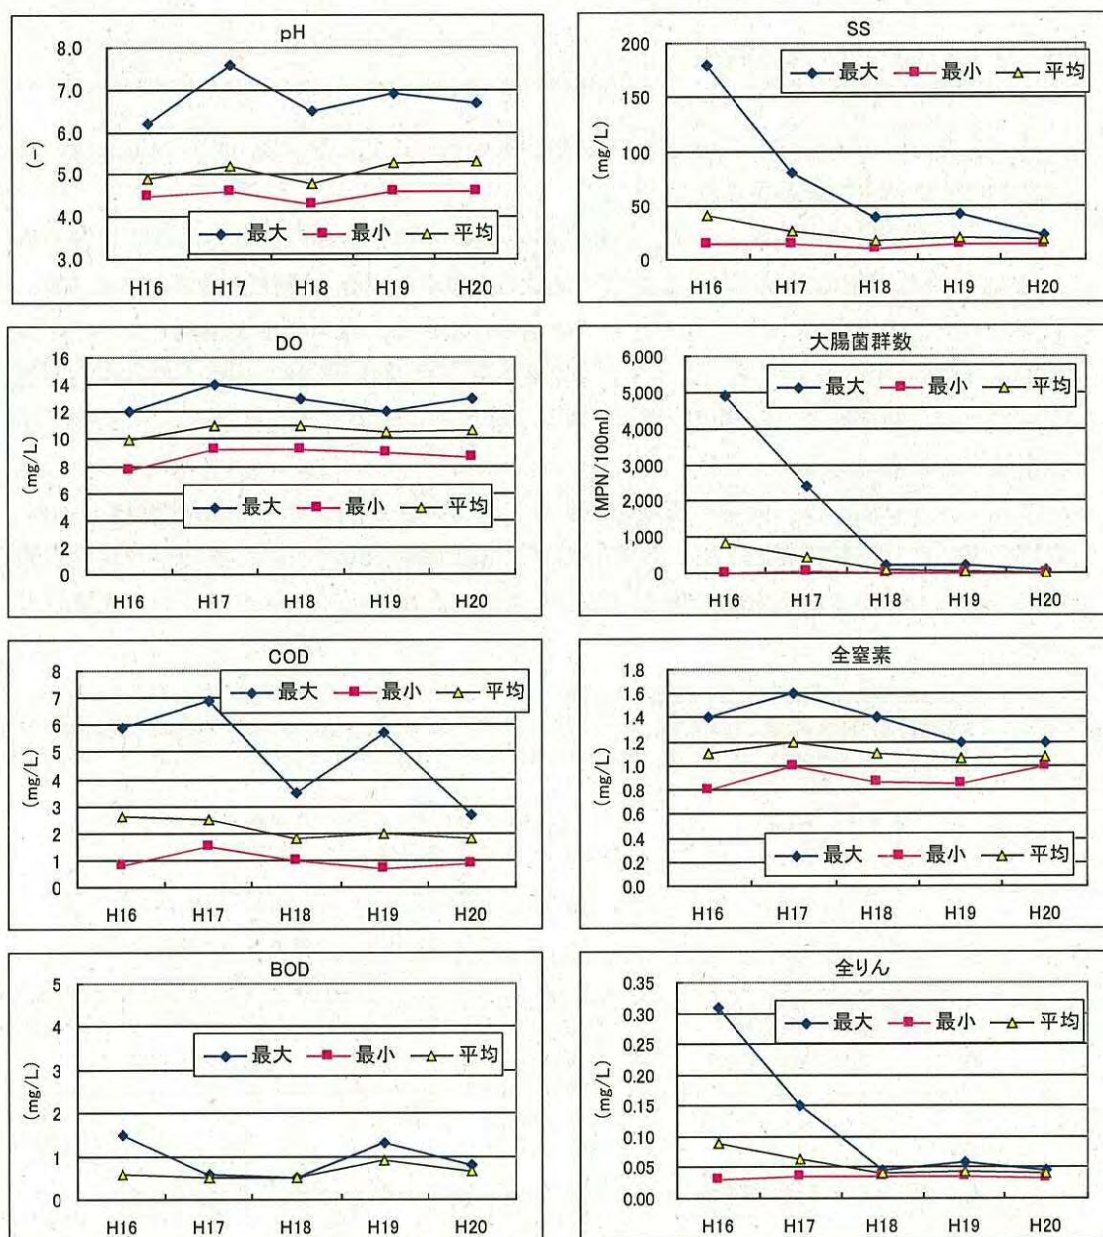 pH
8.0
7.0
6.0
5.0
4.0
3.0
(-)
最大 最小 平均
H16 H17 H18 H19 H20
SS
200
150
100
50
0
(mg/L)
最大 最小 平均
H16 H17 H18 H19 H20
DO
16
14
12
10
8
6
4
2
0
(mg/L)
最大 最小 平均
H16 H17 H18 H19 H20
大腸菌群数
6,000
5,000
4,000
3,000
2,000
1,000
0
(MPN/100ml)
最大 最小 平均
H16 H17 H18 H19 H20
COD
8
7
6
5
4
3
2
1
0
(mg/L)
最大 最小 平均
H16 H17 H18 H19 H20
全窒素
1.8
1.6
1.4
1.2
1.0
0.8
0.6
0.4
0.2
0.0
(mg/L)
最大 最小 平均
H16 H17 H18 H19 H20
BOD
5
4
3
2
1
0
(mg/L)
最大 最小 平均
H16 H17 H18 H19 H20
全りん
0.35
0.30
0.25
0.20
0.15
0.10
0.05
0.00
(mg/L)
最大 最小 平均
H16 H17 H18 H19 H20